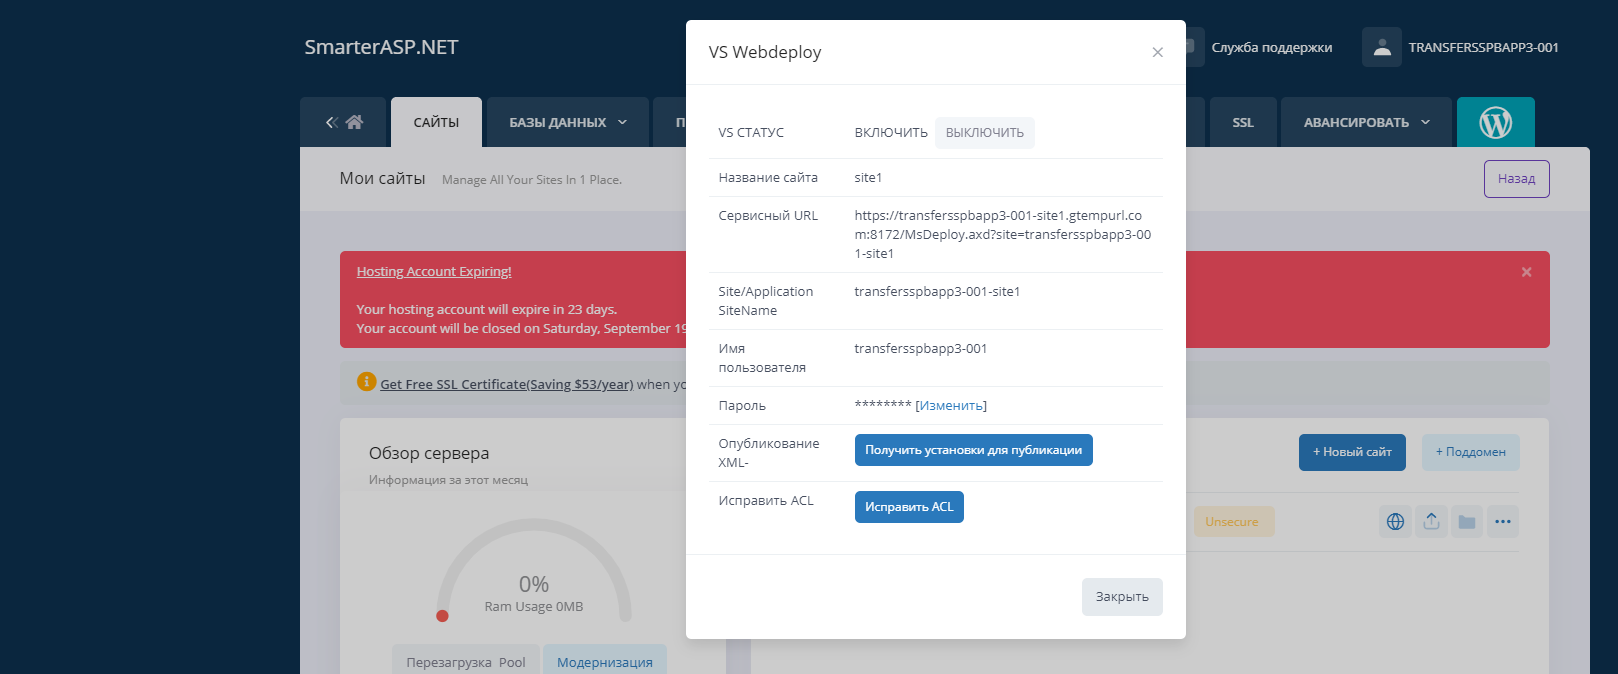 SmarterASP.NET
Служба поддержки
TRANSFERSSPBAPP3-001
САЙТЫ
БАЗЫ ДАННЫХ
П
SSL
АВАНСИРОВАТЬ
Мои сайты
Manage All Your Sites In 1 Place.
Назад
Hosting Account Expiring!
Your hosting account will expire in 23 days.
Your account will be closed on Saturday, September 19
Get Free SSL Certificate(Saving $53/year) when yo
Обзор сервера
Информация за этот месяц
0%
Ram Usage 0MB
Перезагрузка Pool
Модернизация
VS Webdeploy
VS СТАТУС
ВКЛЮЧИТЬ ВЫКЛЮЧИТЬ
Название сайта
site1
Сервисный URL
https://transfersspbapp3-001-site1.gtempurl.co
m:8172/MsDeploy.axd?site=transfersspbapp3-00
1-site1
Site/Application
SiteName
transfersspbapp3-001-site1
Имя
пользователя
transfersspbapp3-001
Пароль
******** [Изменить]
Опубликование
XML-
Получить установки для публикации
Исправить ACL
Исправить ACL
Закрыть
+ Новый сайт
+ Поддомен
Unsecure